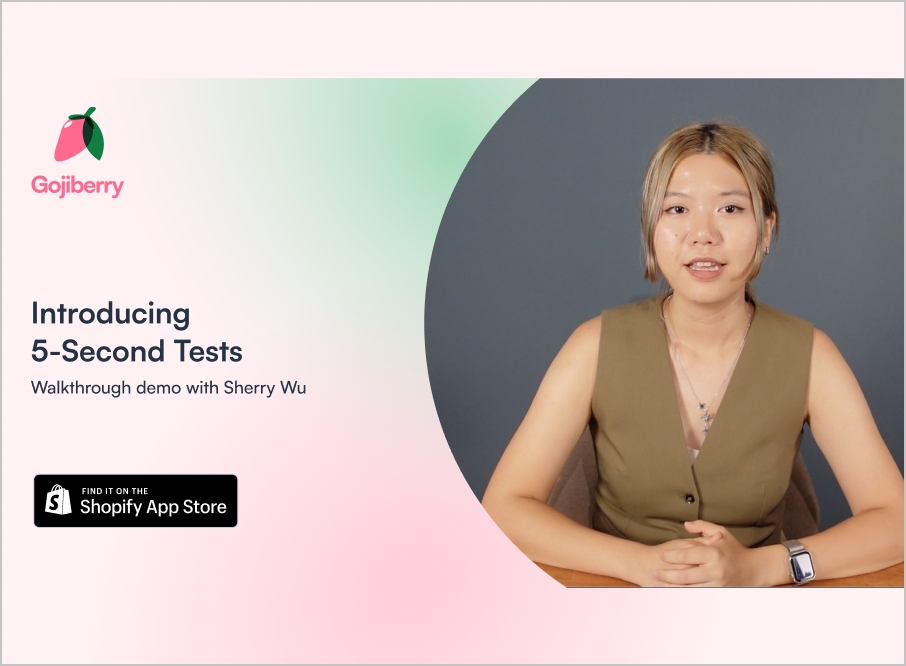 Gojiberry
Introducing
5-Second Tests
Walkthrough demo with Sherry Wu
FIND IT ON THE
Shopify App Store